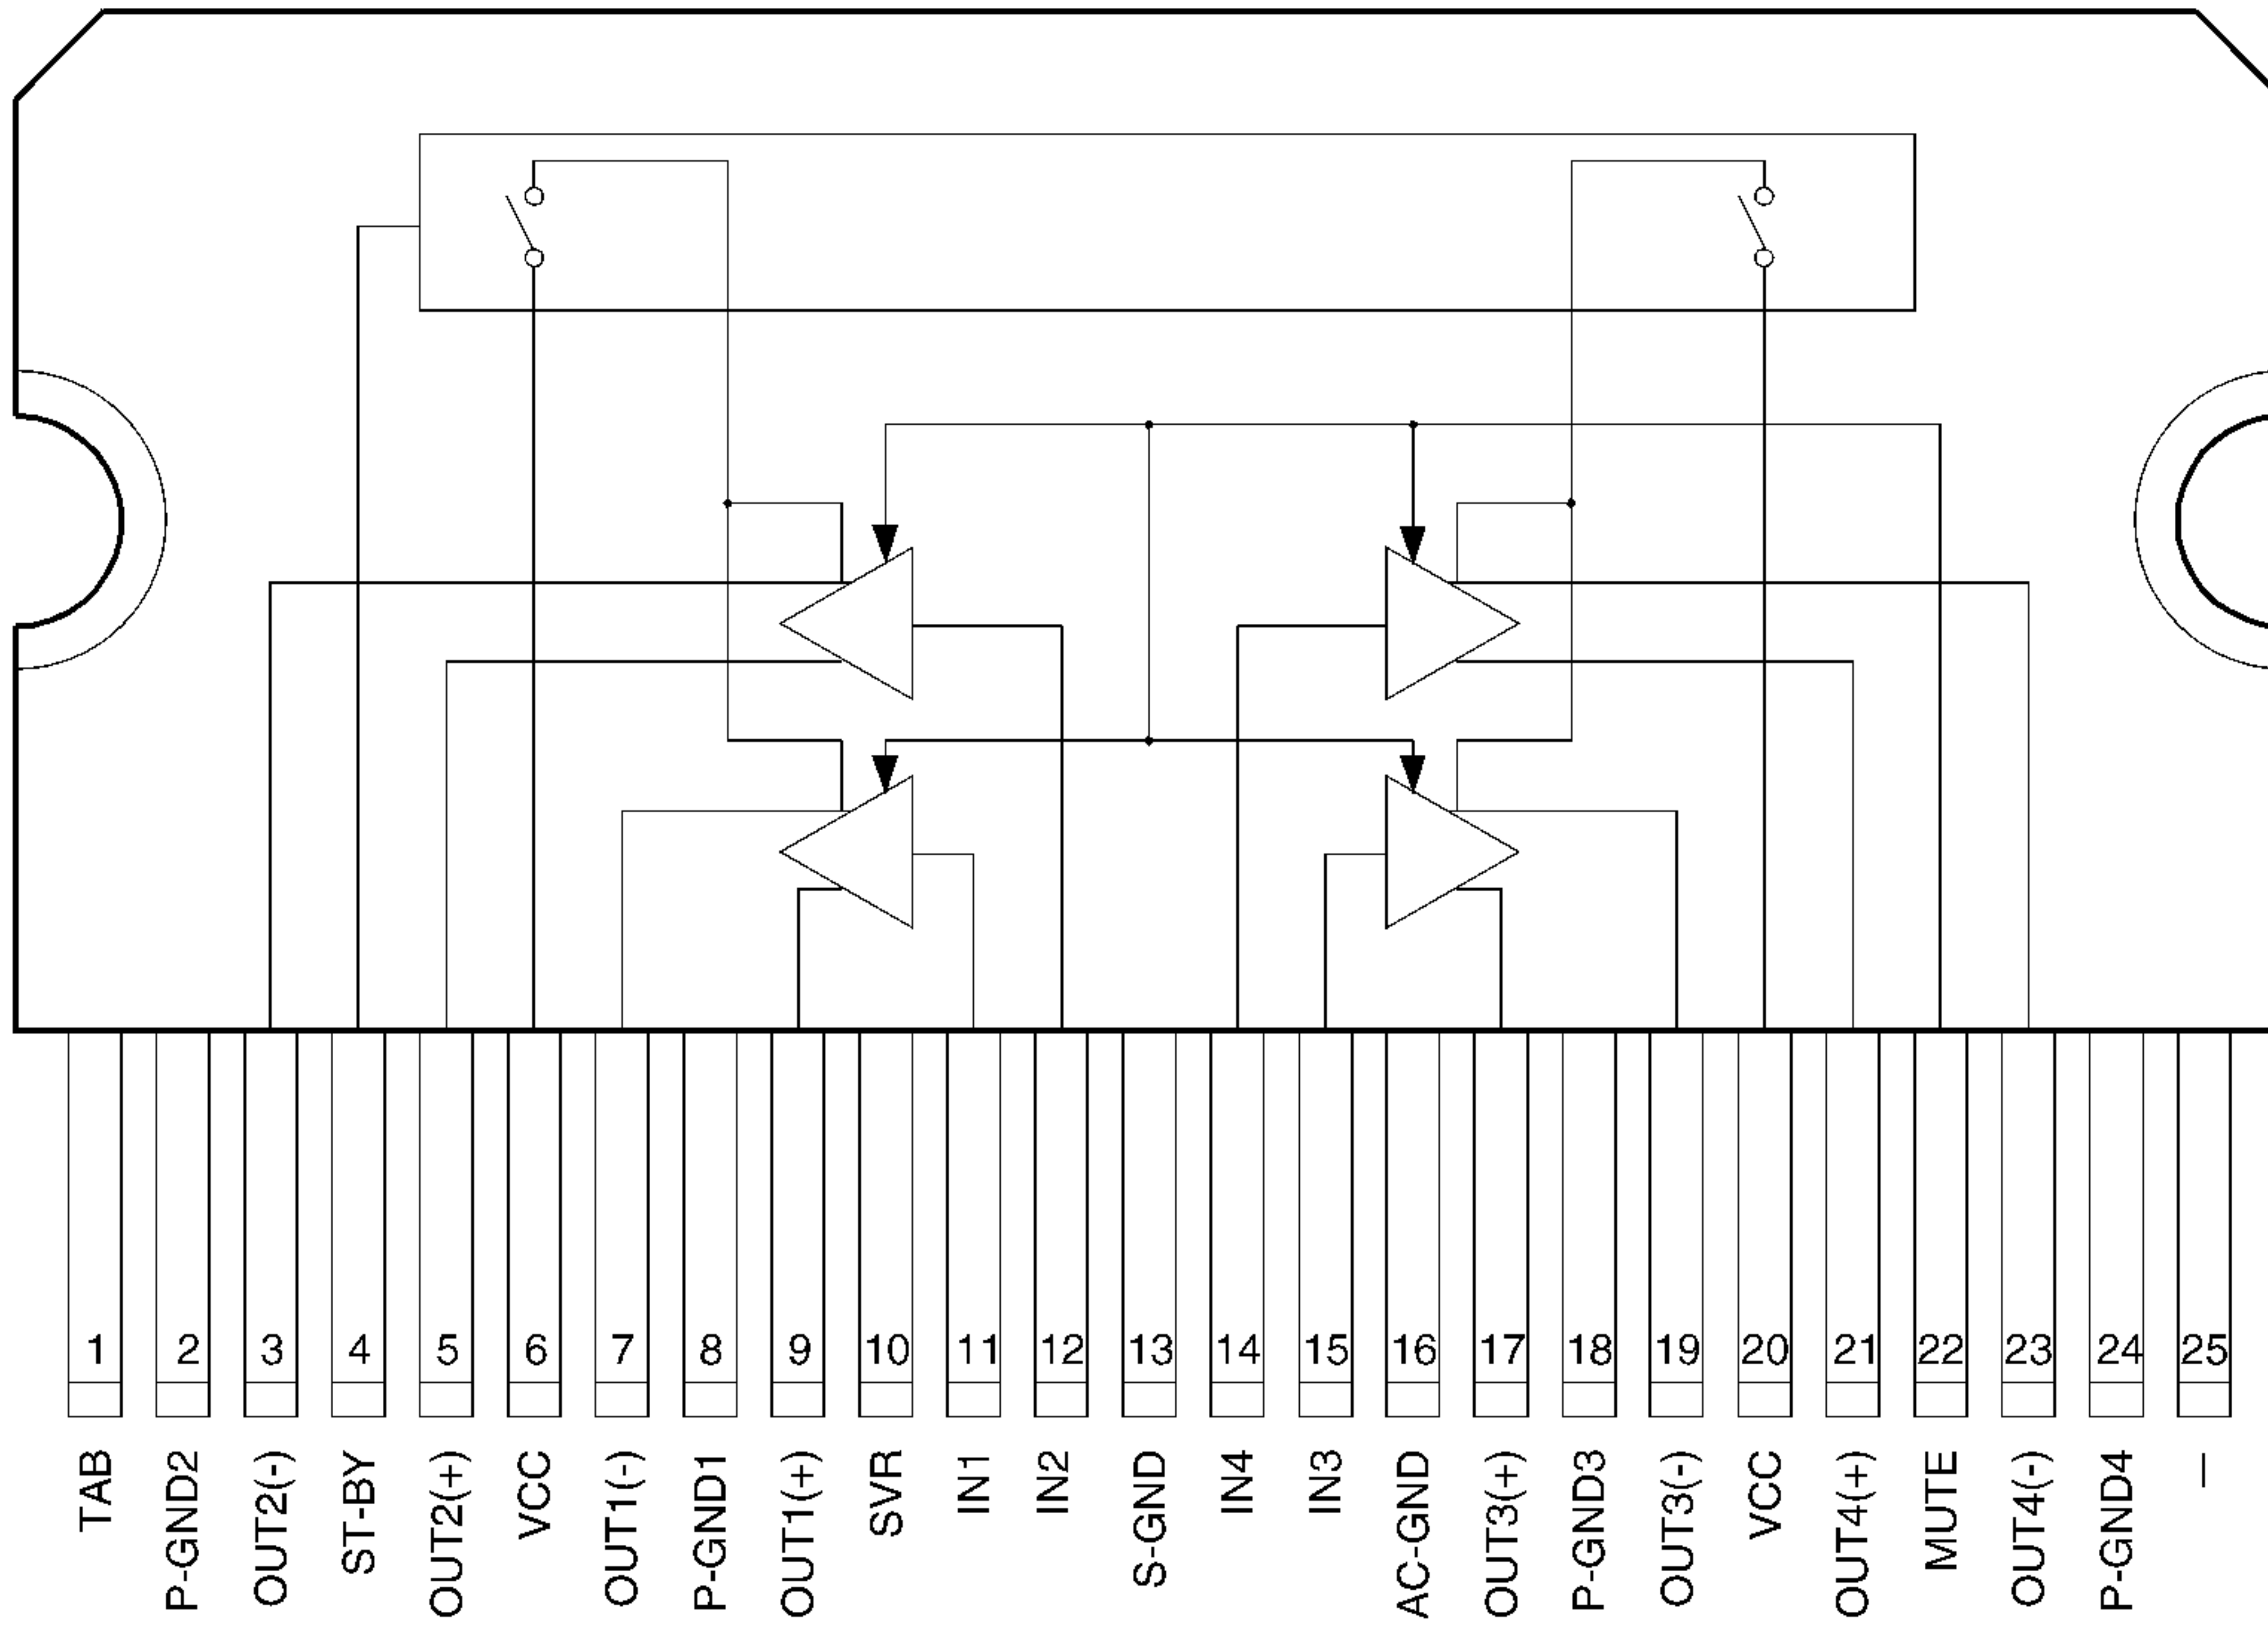 1 2 3 4 5 6 7 8 9 10 11 12 13 14 15 16 17 18 19 20 21 22 23 24 25
TAB
P-GND2
OUT2(-)
ST-BY
OUT2(+)
VCC
OUT1(-)
P-GND1
OUT1(+)
SVR
IN1
IN2
S-GND
IN4
IN3
AC-GND
OUT3(+)
P-GND3
OUT3(-)
VCC
OUT4(+)
MUTE
OUT4(-)
P-GND4
—